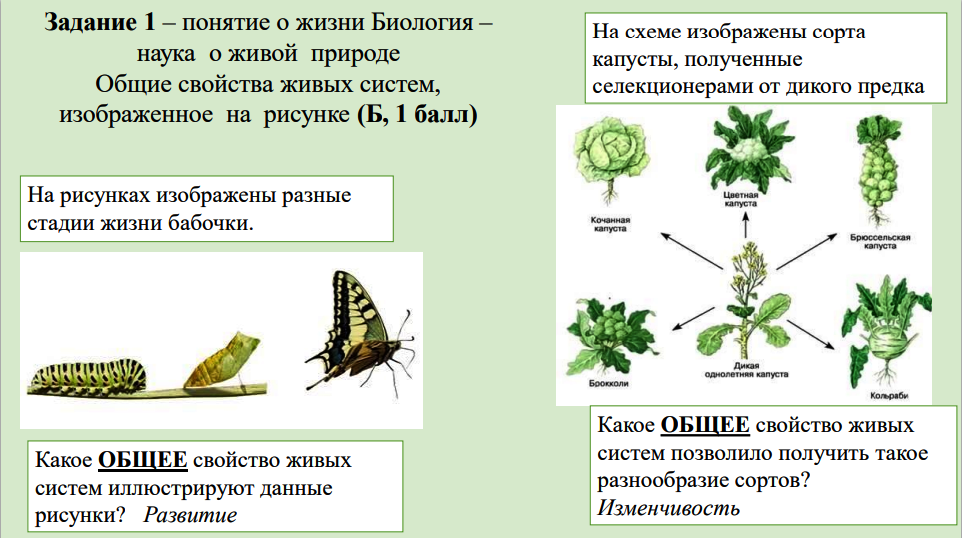 Задание 1 – понятие о жизни Биология –
наука о живой природе
Общие свойства живых систем,
изображенное на рисунке (Б, 1 балл)
На рисунках изображены разные
стадии жизни бабочки.
Какое ОБЩЕЕ свойство живых
систем иллюстрируют данные
рисунки? Развитие
На схеме изображены сорта
капусты, полученные
селекционерами от дикого предка
Кочанная
капуста
Цветная
капуста
Брюссельская
капуста
Брокколи
Дикая
однолетняя капуста
Кольраби
Какое ОБЩЕЕ свойство живых
систем позволило получить такое
разнообразие сортов?
Изменчивость